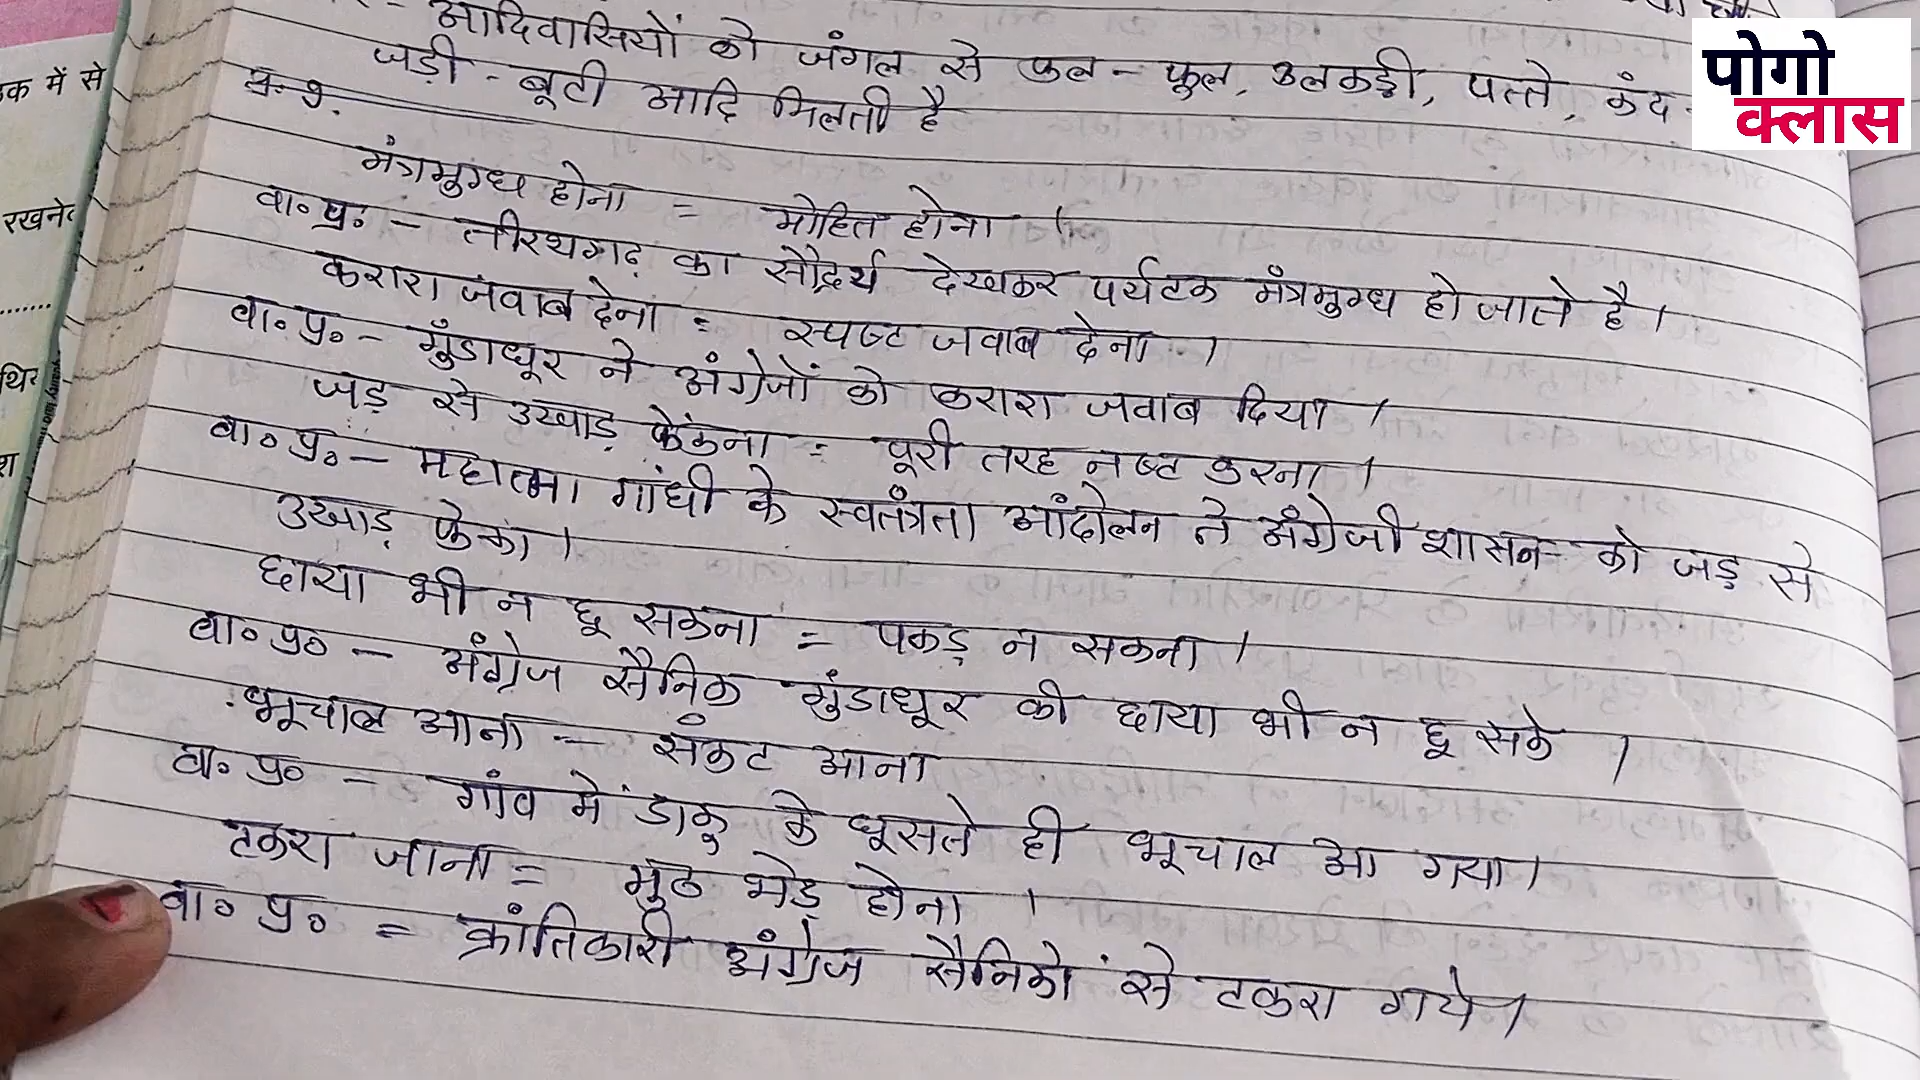 आदिवासियों को जंगल से फल - फूल, लकड़ी, पत्ते, कंद
जड़ी - बूटी आदि मिलती है
प्र. 9.
मंत्रमुग्ध होना = मोहित होना ।
वा॰ प्र॰ - तीरथगढ़ का सौंदर्य देखकर पर्यटक मंत्रमुग्ध हो जाते है।
करारा जवाब देना = स्पष्ट जवाब देना ।
वा॰ प्र॰ - गुंडाधूर ने अंग्रेजों को करारा जवाब दिया ।
जड़ से उखाड़ फेंकना = पूरी तरह नष्ट करना ।
वा॰ प्र॰ - महात्मा गांधी के स्वतंत्रता आंदोलन ने अंग्रेजी शासन को जड़ से
उखाड़ फेका।
छाया भी न छू सकना = पकड़ न सकना ।
वा॰ प्र॰ - अंग्रेज सैनिक गुंडाधूर की छाया भी न छू सके ।
भूचाल आना - संकट आना
वा॰ प्र॰ - गांव में डाकू के धूसते ही भूचाल आ गया।
टकरा जाना = मुठ भेड़ होना ।
वा॰ प्र॰ = क्रांतिकारी अंग्रेज सैनिकों से टकरा गये।
पोगो
क्लास
क में से
रखने
थिर